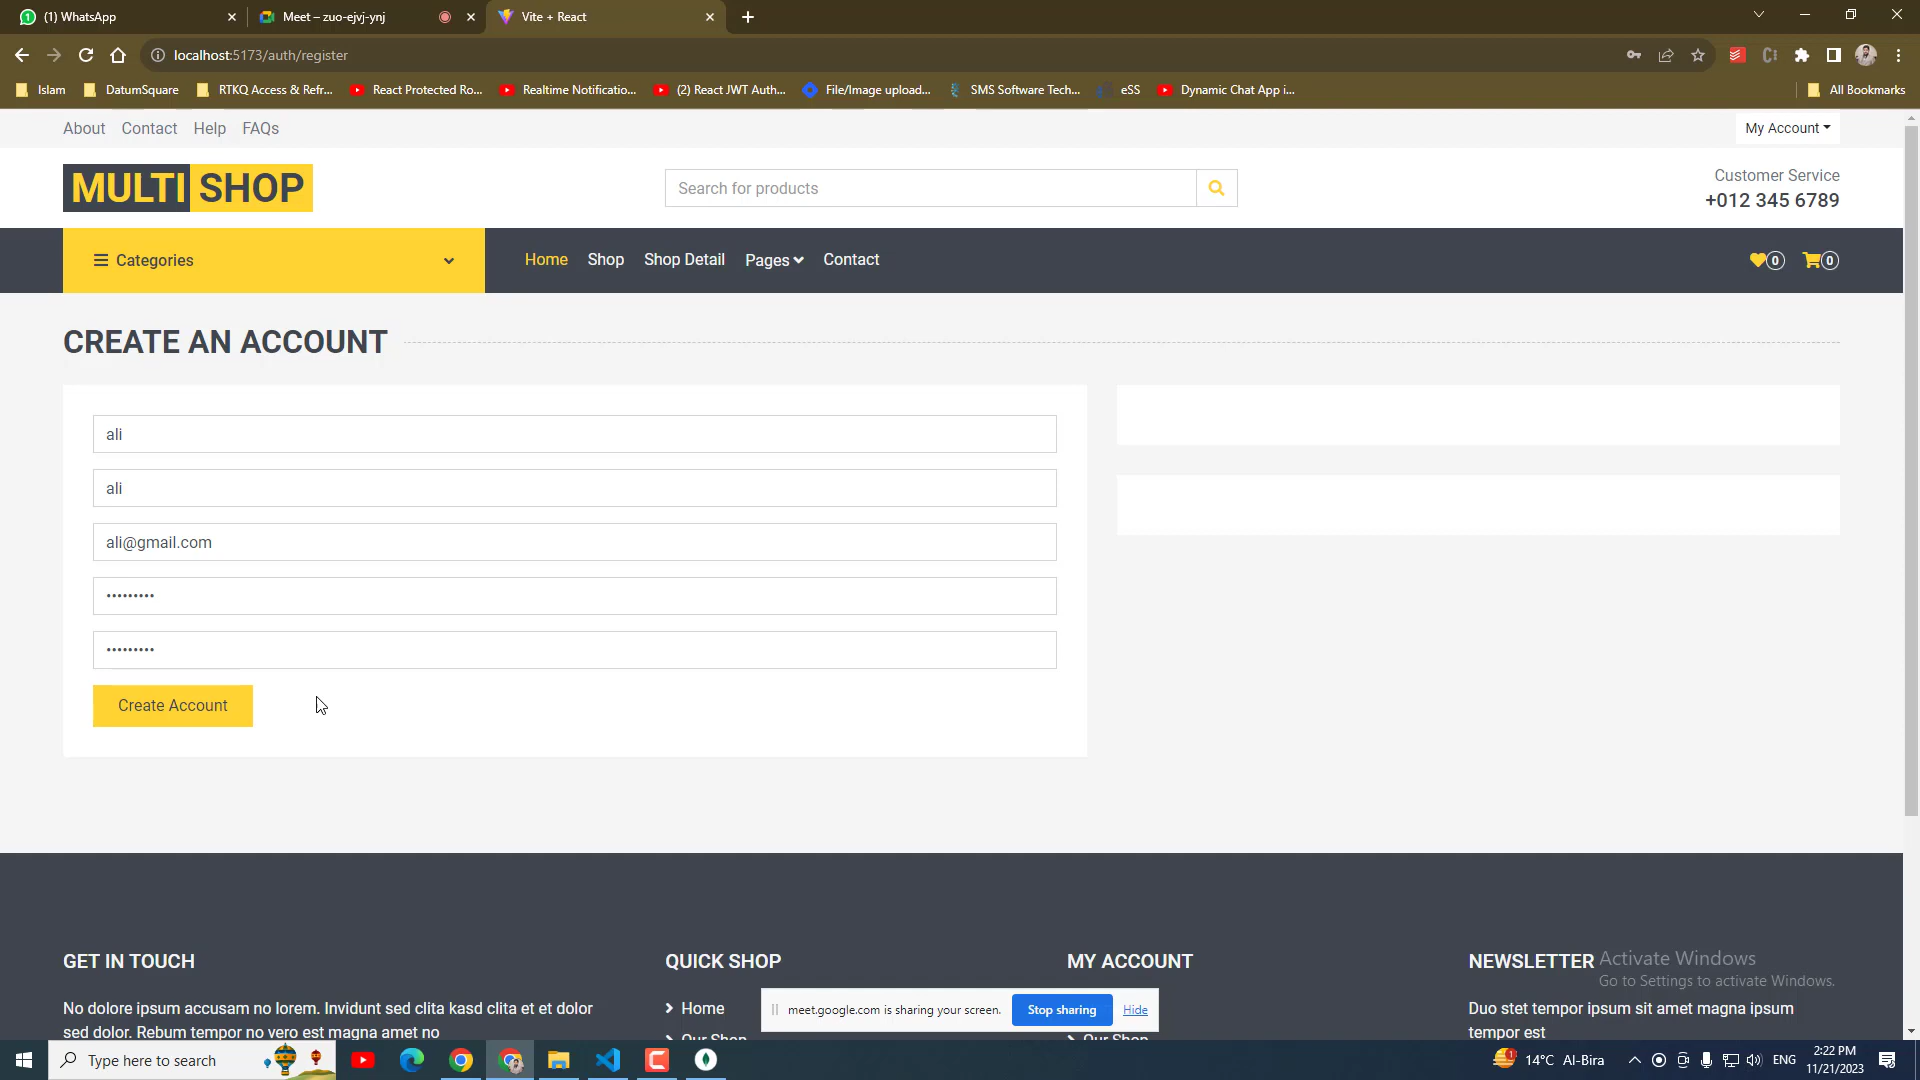 (1) WhatsApp
Meet – zuo-ejvj-ynj
Vite + React
localhost:5173/auth/register
Islam
DatumSquare
RTKQ Access & Refr...
React Protected Ro...
Realtime Notificatio...
(2) React JWT Auth...
File/Image upload...
SMS Software Tech...
eSS
Dynamic Chat App i...
All Bookmarks
About Contact Help FAQs
My Account
MULTI SHOP
Search for products
Customer Service
+012 345 6789
Categories
Home Shop Shop Detail Pages Contact
0 0
CREATE AN ACCOUNT
ali
ali
ali@gmail.com
•••••••••
•••••••••
Create Account
GET IN TOUCH
No dolore ipsum accusam no lorem. Invidunt sed clita kasd clita et et dolor
sed dolor. Rebum tempor no vero est magna amet no
QUICK SHOP
Home
Our Shop
MY ACCOUNT
Our Shop
NEWSLETTER
Duo stet tempor ipsum sit amet magna ipsum
tempor est
Activate Windows
Go to Settings to activate Windows.
meet.google.com is sharing your screen.
Stop sharing
Hide
Type here to search
1
14°C Al-Bira
ENG
2:22 PM
11/21/2023